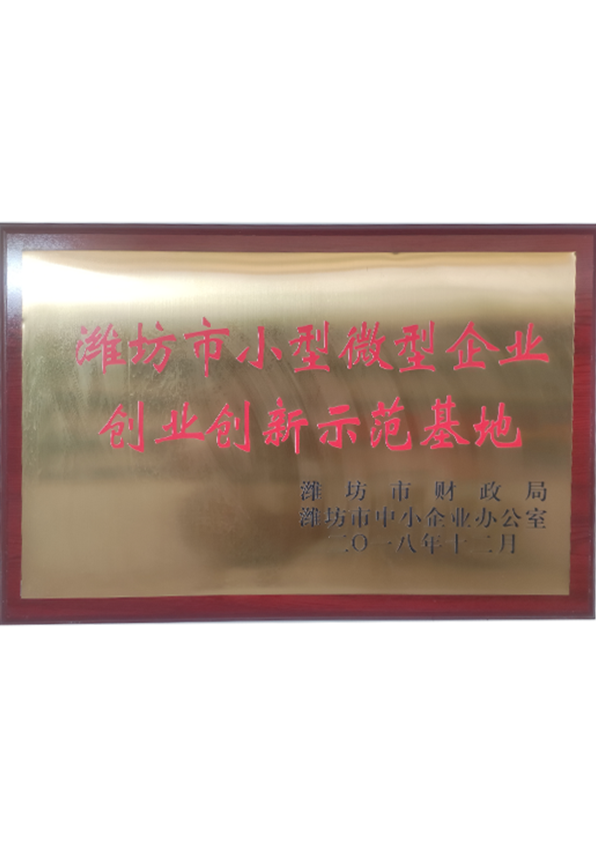 潍坊市小型微型企业
创业创新示范基地
潍坊市财政局
潍坊市中小企业办公室
二〇一八年十二月